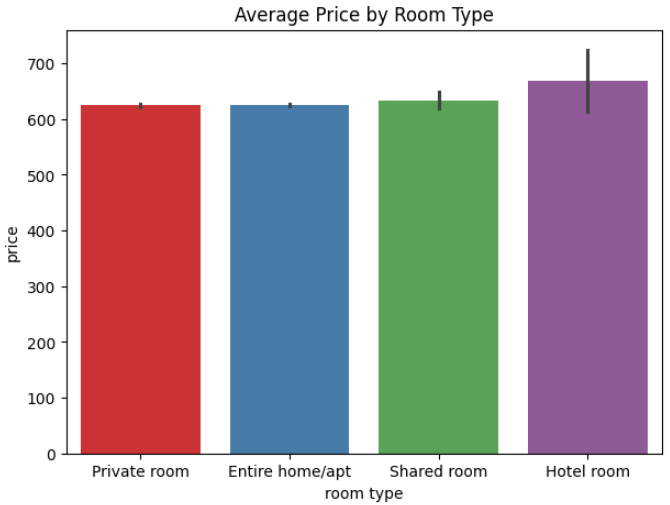 Average Price by Room Type
price
700
600
500
400
300
200
100
0
Private room Entire home/apt Shared room Hotel room
room type